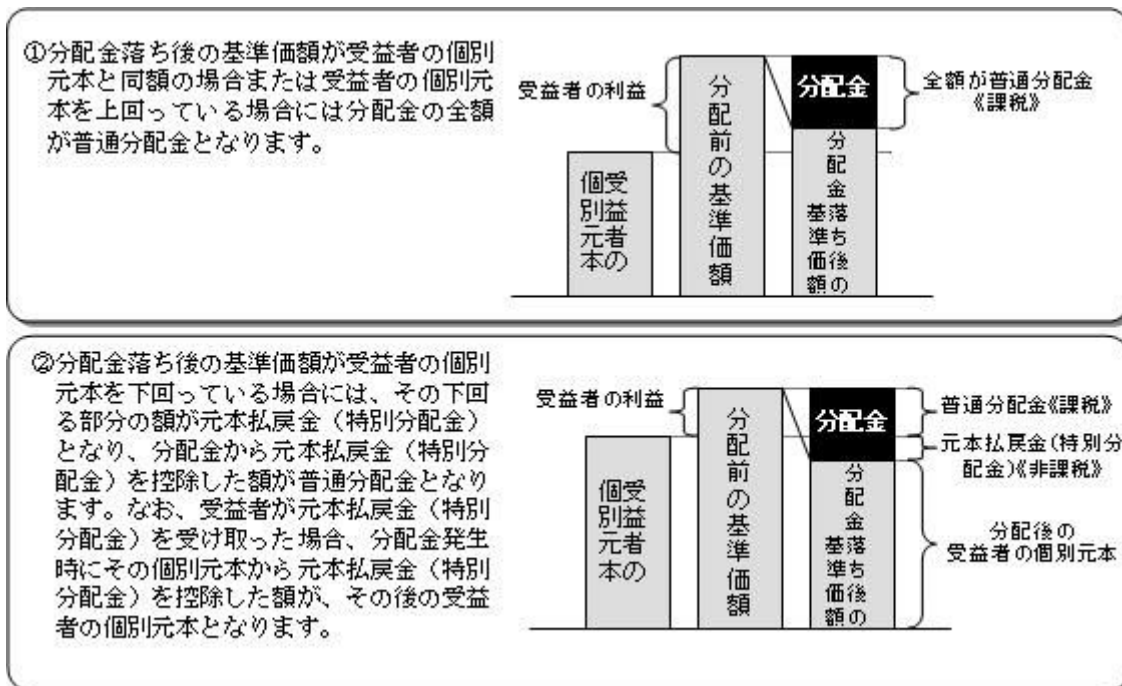 ①分配金落ち後の基準価額が受益者の個別
元本と同額の場合または受益者の個別元
本を上回っている場合には分配金の全額
が普通分配金となります。
受益者の利益
個別元本
受益者の
分配前の基準価額
分配金
基準価額
分配金落ち後の
全額が普通分配金
《課税》
②分配金落ち後の基準価額が受益者の個別
元本を下回っている場合には、その下回
る部分の額が元本払戻金（特別分配金）
となり、分配金から元本払戻金（特別分
配金）を控除した額が普通分配金となり
ます。なお、受益者が元本払戻金（特別
分配金）を受け取った場合、分配金発生
時にその個別元本から元本払戻金（特別
分配金）を控除した額が、その後の受益
者の個別元本となります。
受益者の利益
受益者の
個別元本
分配前の基準価額
分配金
分配金落ち後の
基準価額
普通分配金《課税》
元本払戻金(特別分
配金)《非課税》
分配後の
受益者の個別元本